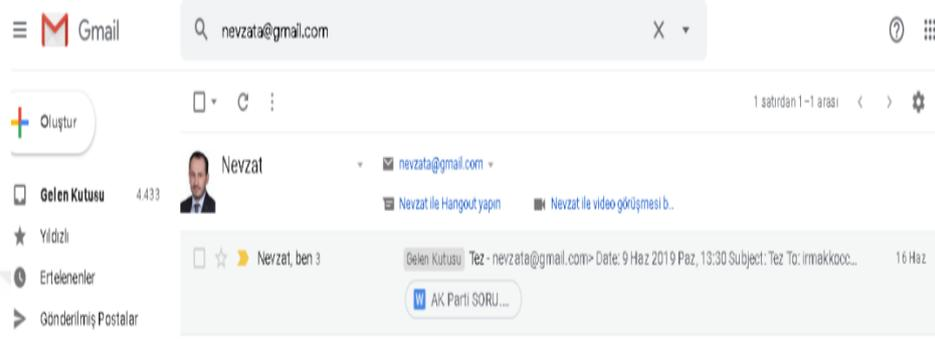 Gmail
nevzata@gmail.com
1 satırdan 1-1 arası
Oluştur
Nevzat
nevzata@gmail.com
Nevzat ile Hangout yapın
Nevzat ile video görüşmesi b...
Gelen Kutusu 4.433
Yıldızlı
Ertelenenler
Gönderilmiş Postalar
Nevzat, ben 3 Gelen Kutusu Tez - nevzata@gmail.com> Date: 9 Haz 2019 Paz, 13:30 Subject: Tez To: irmakkocc... 16 Haz
W AK Parti SORU....